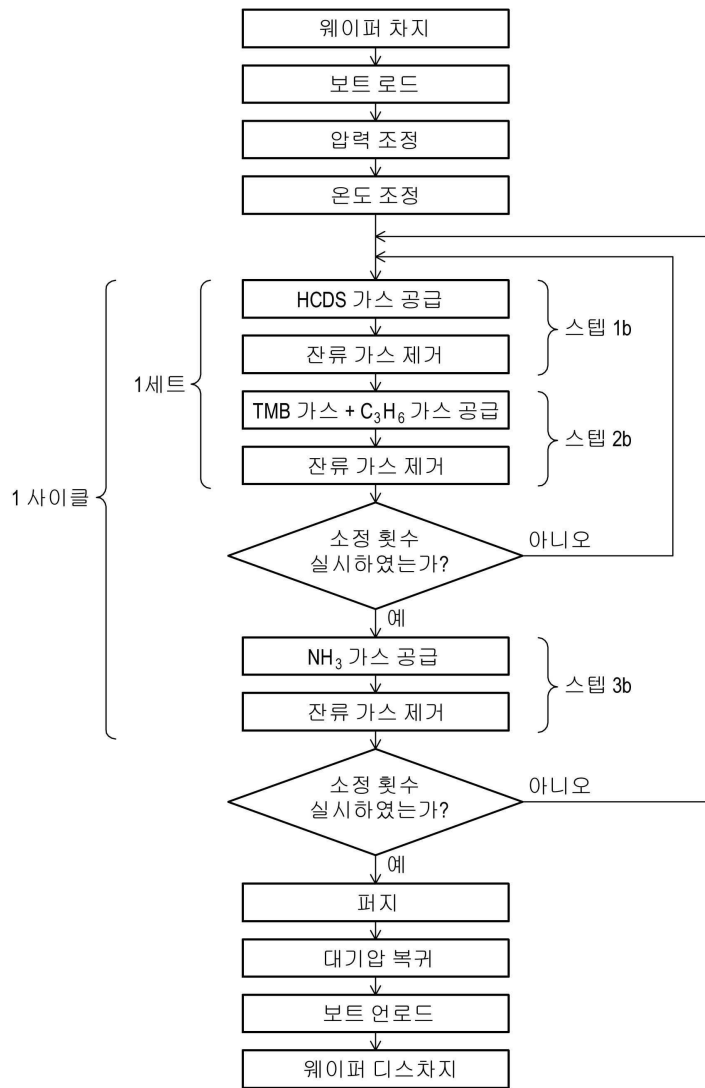 웨이퍼 차지
보트 로드
압력 조정
온도 조정
HCDS 가스 공급
스텝 1b
잔류 가스 제거
1세트
TMB 가스 + C₃H₆ 가스 공급
스텝 2b
잔류 가스 제거
1 사이클
소정 횟수
실시하였는가?
아니오
예
NH₃ 가스 공급
스텝 3b
잔류 가스 제거
소정 횟수
실시하였는가?
아니오
예
퍼지
대기압 복귀
보트 언로드
웨이퍼 디스차지